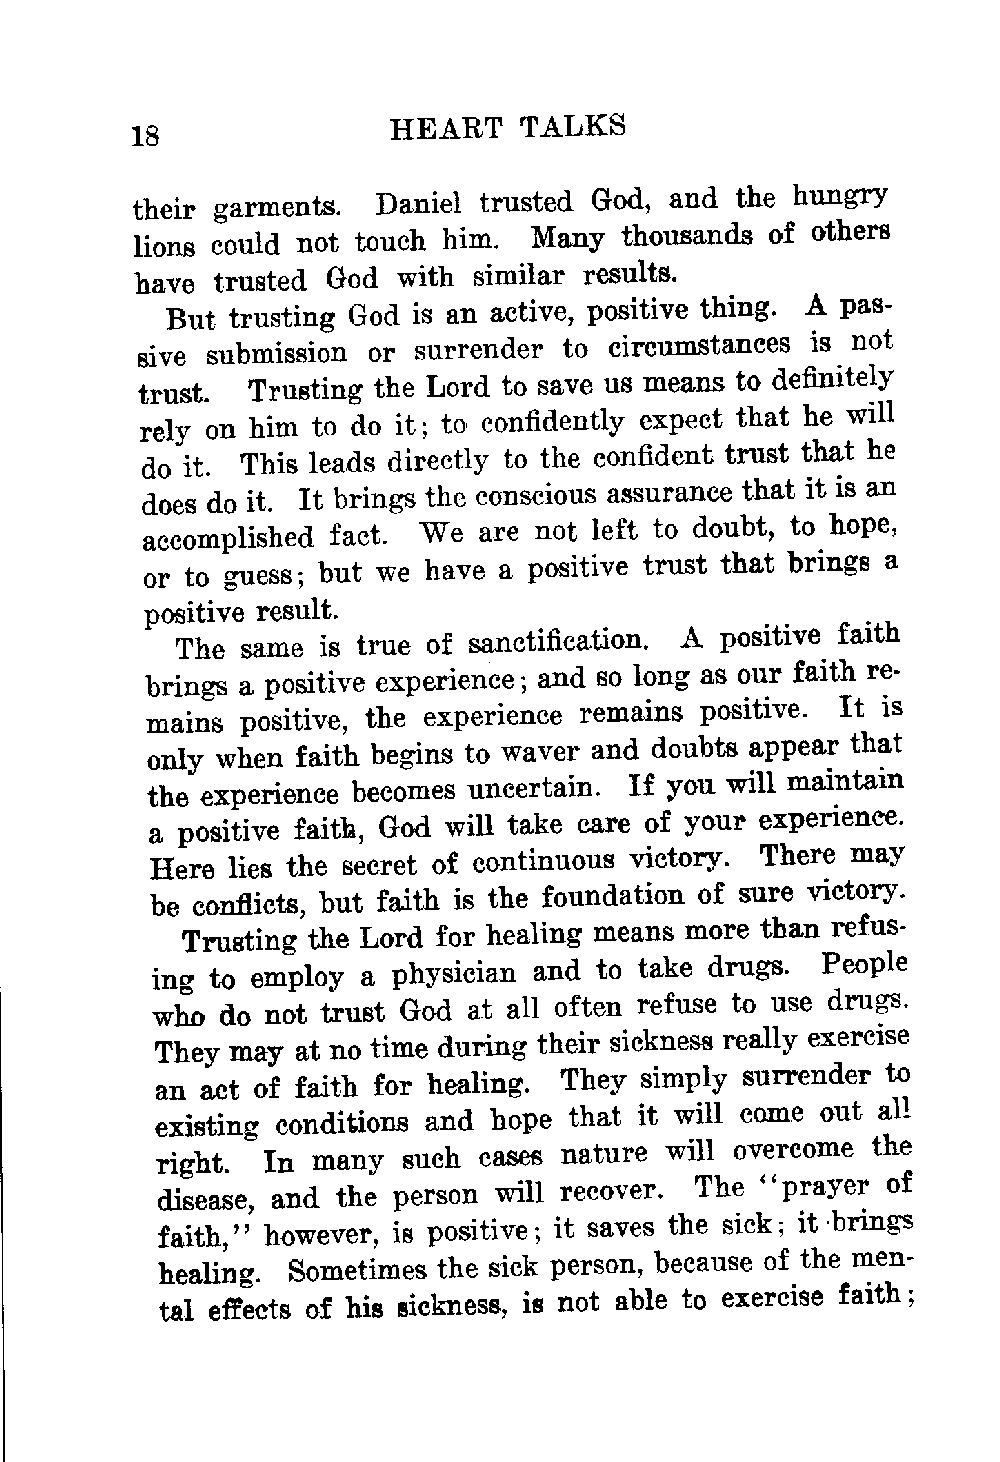 18 HEART TALKS
their garments. Daniel trusted God, and the hungry
lions could not touch him. Many thousands of others
have trusted God with similar results.
But trusting God is an active, positive thing. A pas-
sive submission or surrender to circumstances is not
trust. Trusting the Lord to save us means to definitely
rely on him to do it; to confidently expect that he will
do it. This leads directly to the confident trust that he
does do it. It brings the conscious assurance that it is an
accomplished fact. We are not left to doubt, to hope,
or to guess; but we have a positive trust that brings a
positive result.
The same is true of sanctification. A positive faith
brings a positive experience; and so long as our faith re-
mains positive, the experience remains positive. It is
only when faith begins to waver and doubts appear that
the experience becomes uncertain. If you will maintain
a positive faith, God will take care of your experience.
Here lies the secret of continuous victory. There may
be conflicts, but faith is the foundation of sure victory.
Trusting the Lord for healing means more than refus-
ing to employ a physician and to take drugs. People
who do not trust God at all often refuse to use drugs.
They may at no time during their sickness really exercise
an act of faith for healing. They simply surrender to
existing conditions and hope that it will come out all
right. In many such cases nature will overcome the
disease, and the person will recover. The "prayer of
faith," however, is positive; it saves the sick; it brings
healing. Sometimes the sick person, because of the men-
tal effects of his sickness, is not able to exercise faith;